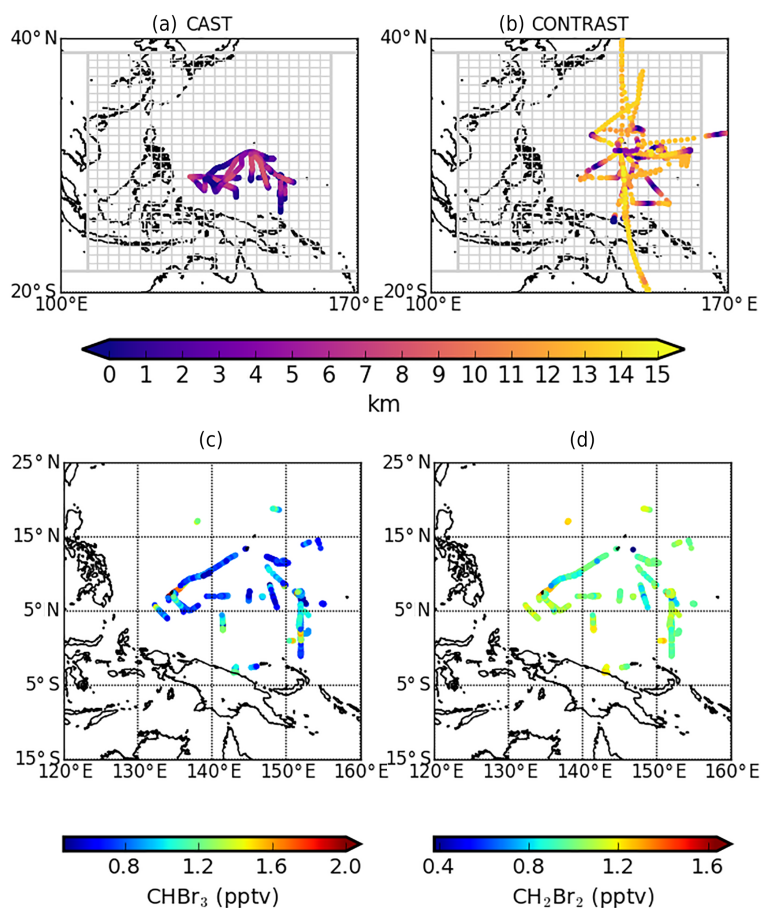 (a) CAST
(b) CONTRAST
40° N
40° N
20° S
20° S
100° E
170° E
100° E
170° E
0 1 2 3 4 5 6 7 8 9 10 11 12 13 14 15
km
(c)
(d)
25° N
25° N
15° N
15° N
5° N
5° N
5° S
5° S
15° S
15° S
120°E 130°E 140°E 150°E 160°E
120°E 130°E 140°E 150°E 160°E
0.8 1.2 1.6 2.0
0.4 0.8 1.2 1.6
CHBr₃ (pptv)
CH₂Br₂ (pptv)